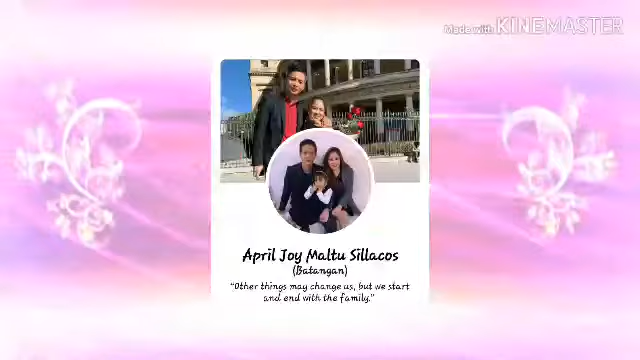 Made with KINEMASTER
April Joy Maltu Sillacos
(Batangan)
"Other things may change us, but we start
and end with the family."